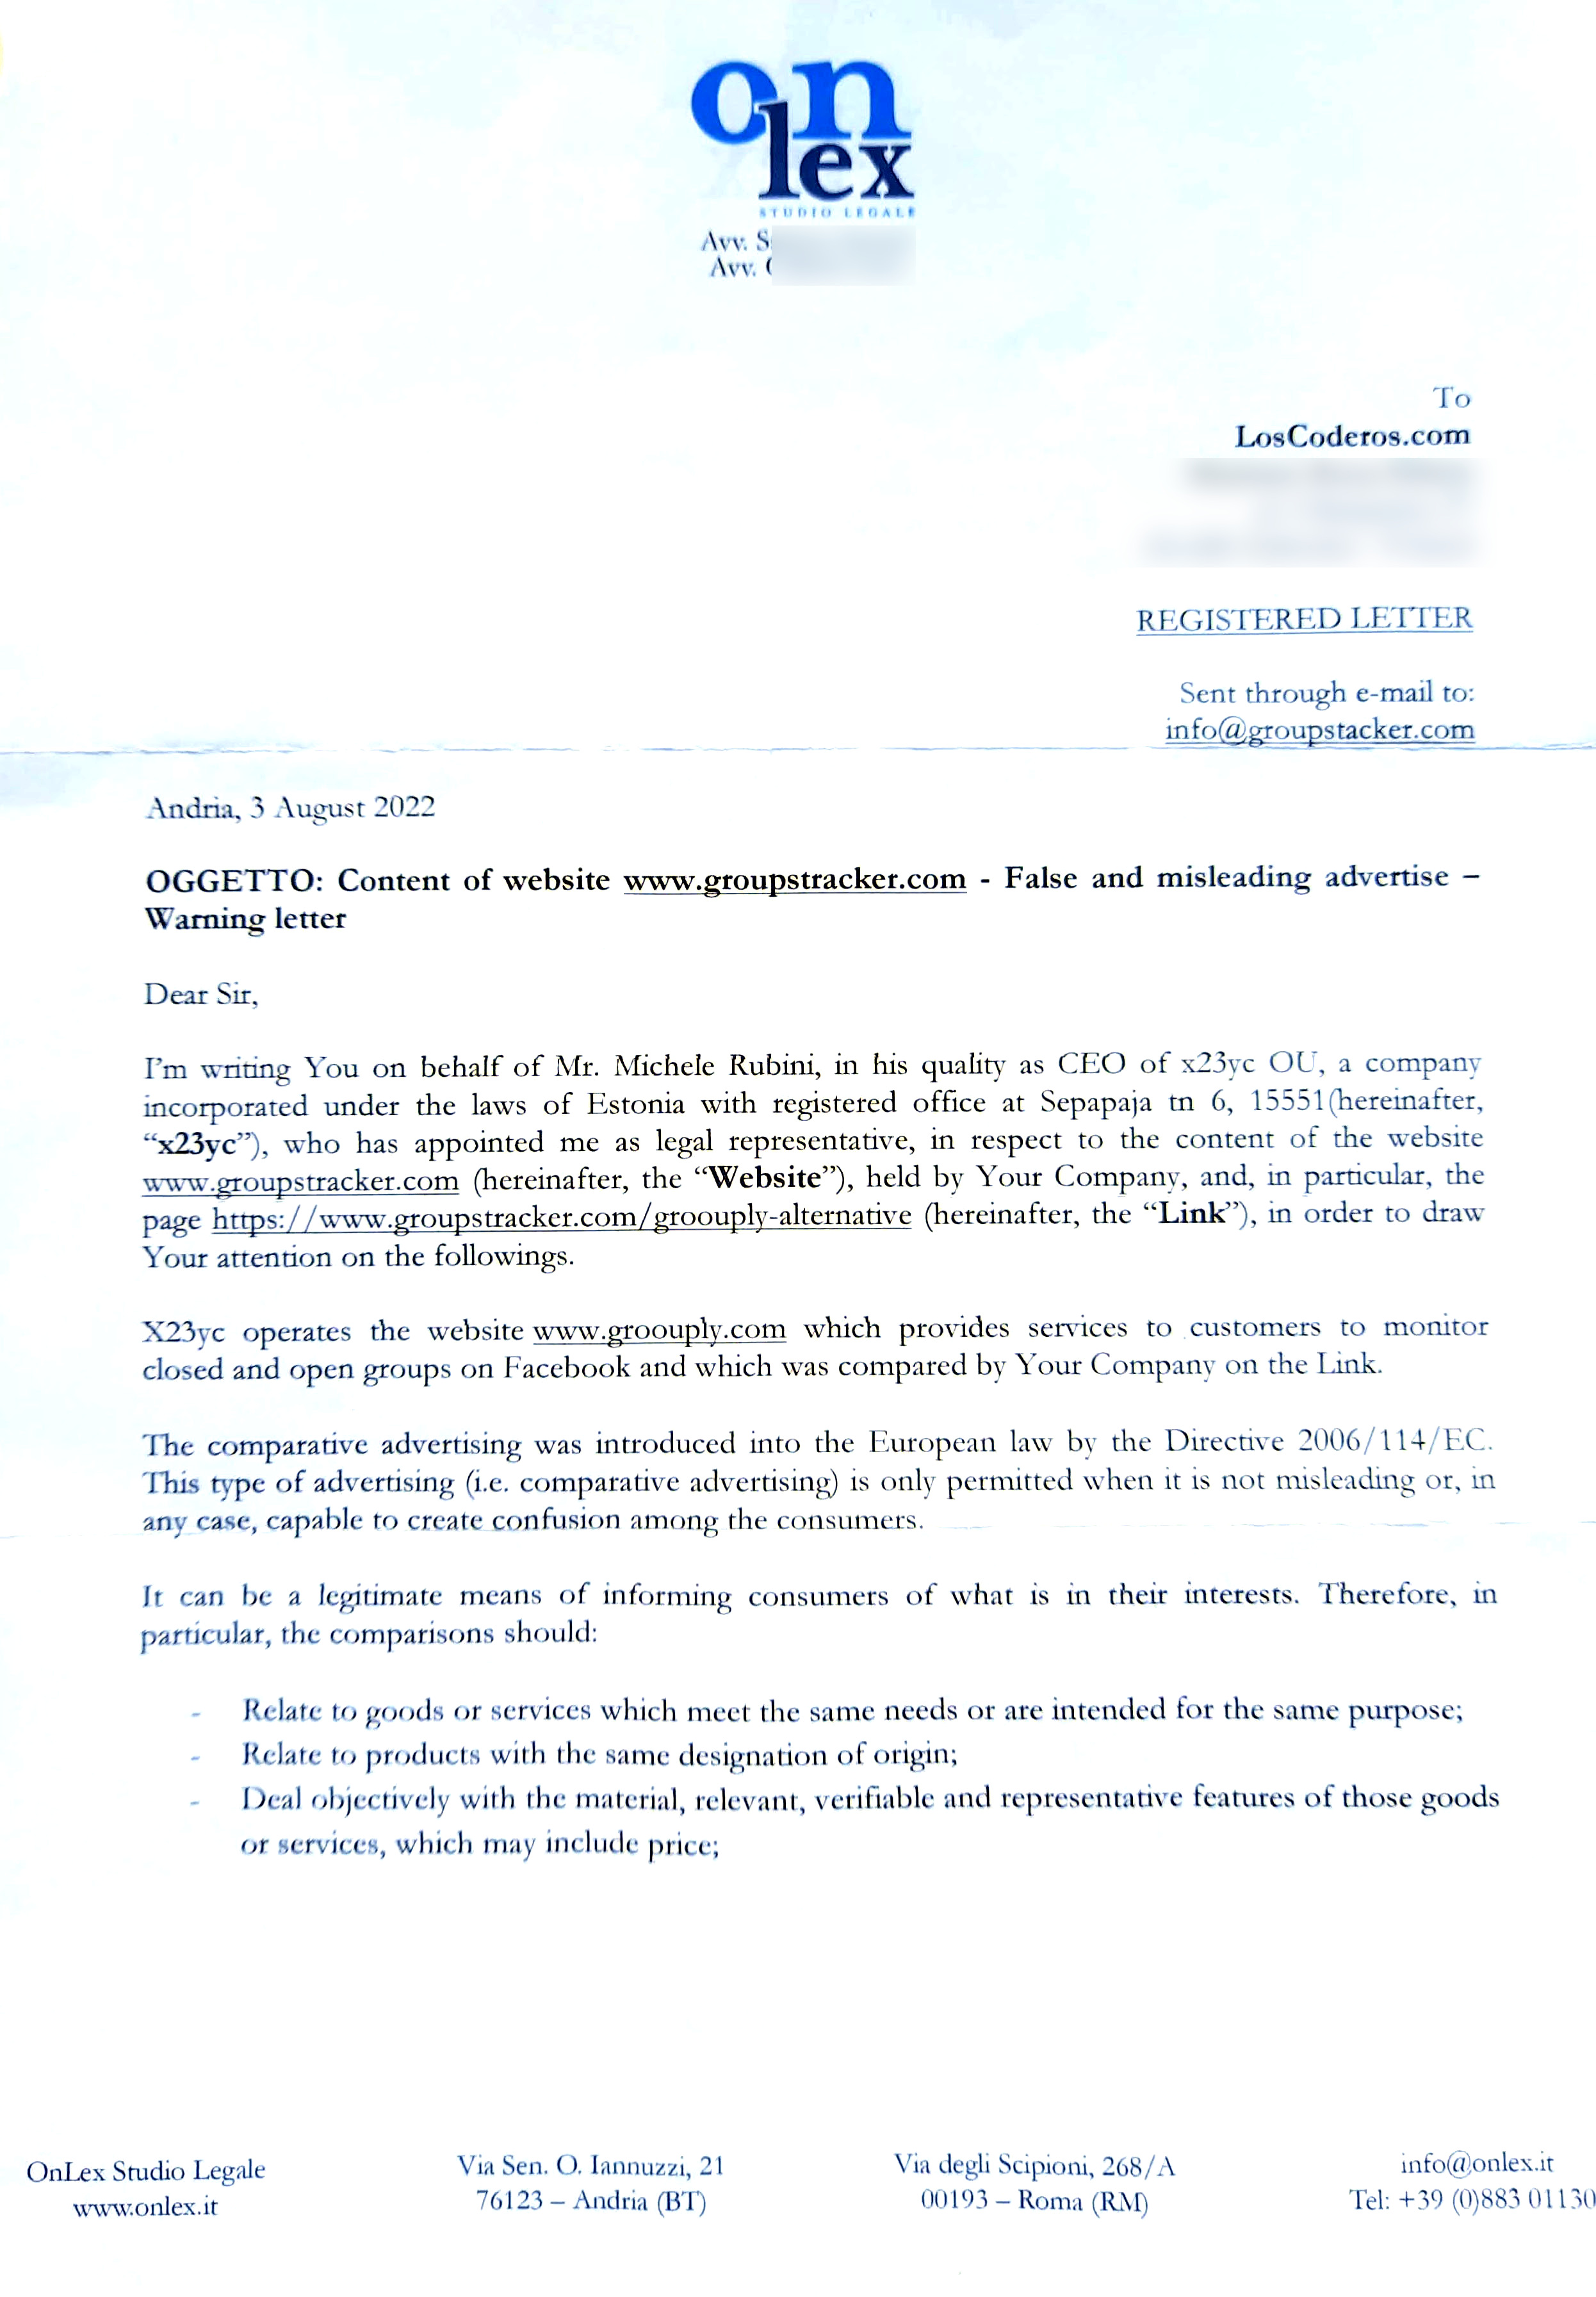 on
lex
STUDIO LEGALE
Avv. S
Avv.
To
LosCoderos.com
REGISTERED LETTER
Sent through e-mail to:
info@groupstacker.com
Andria, 3 August 2022
OGGETTO: Content of website www.groupstracker.com - False and misleading advertise –
Warning letter
Dear Sir,
I'm writing You on behalf of Mr. Michele Rubini, in his quality as CEO of x23yc OU, a company
incorporated under the laws of Estonia with registered office at Sepapaja tn 6, 15551(hereinafter,
“x23yc”), who has appointed me as legal representative, in respect to the content of the website
www.groupstracker.com (hereinafter, the “Website”), held by Your Company, and, in particular, the
page https://www.groupstracker.com/groouply-alternative (hereinafter, the “Link”), in order to draw
Your attention on the followings.
X23yc operates the website www.groouply.com which provides services to customers to monitor
closed and open groups on Facebook and which was compared by Your Company on the Link.
The comparative advertising was introduced into the European law by the Directive 2006/114/EC.
This type of advertising (i.e. comparative advertising) is only permitted when it is not misleading or, in
any case, capable to create confusion among the consumers.
It can be a legitimate means of informing consumers of what is in their interests. Therefore, in
particular, the comparisons should:
- Relate to goods or services which meet the same needs or are intended for the same purpose;
- Relate to products with the same designation of origin;
- Deal objectively with the material, relevant, verifiable and representative features of those goods
or services, which may include price;
OnLex Studio Legale Via Sen. O. Iannuzzi, 21 Via degli Scipioni, 268/A info@onlex.it
www.onlex.it 76123 – Andria (BT) 00193 – Roma (RM) Tel: +39 (0)883 01130